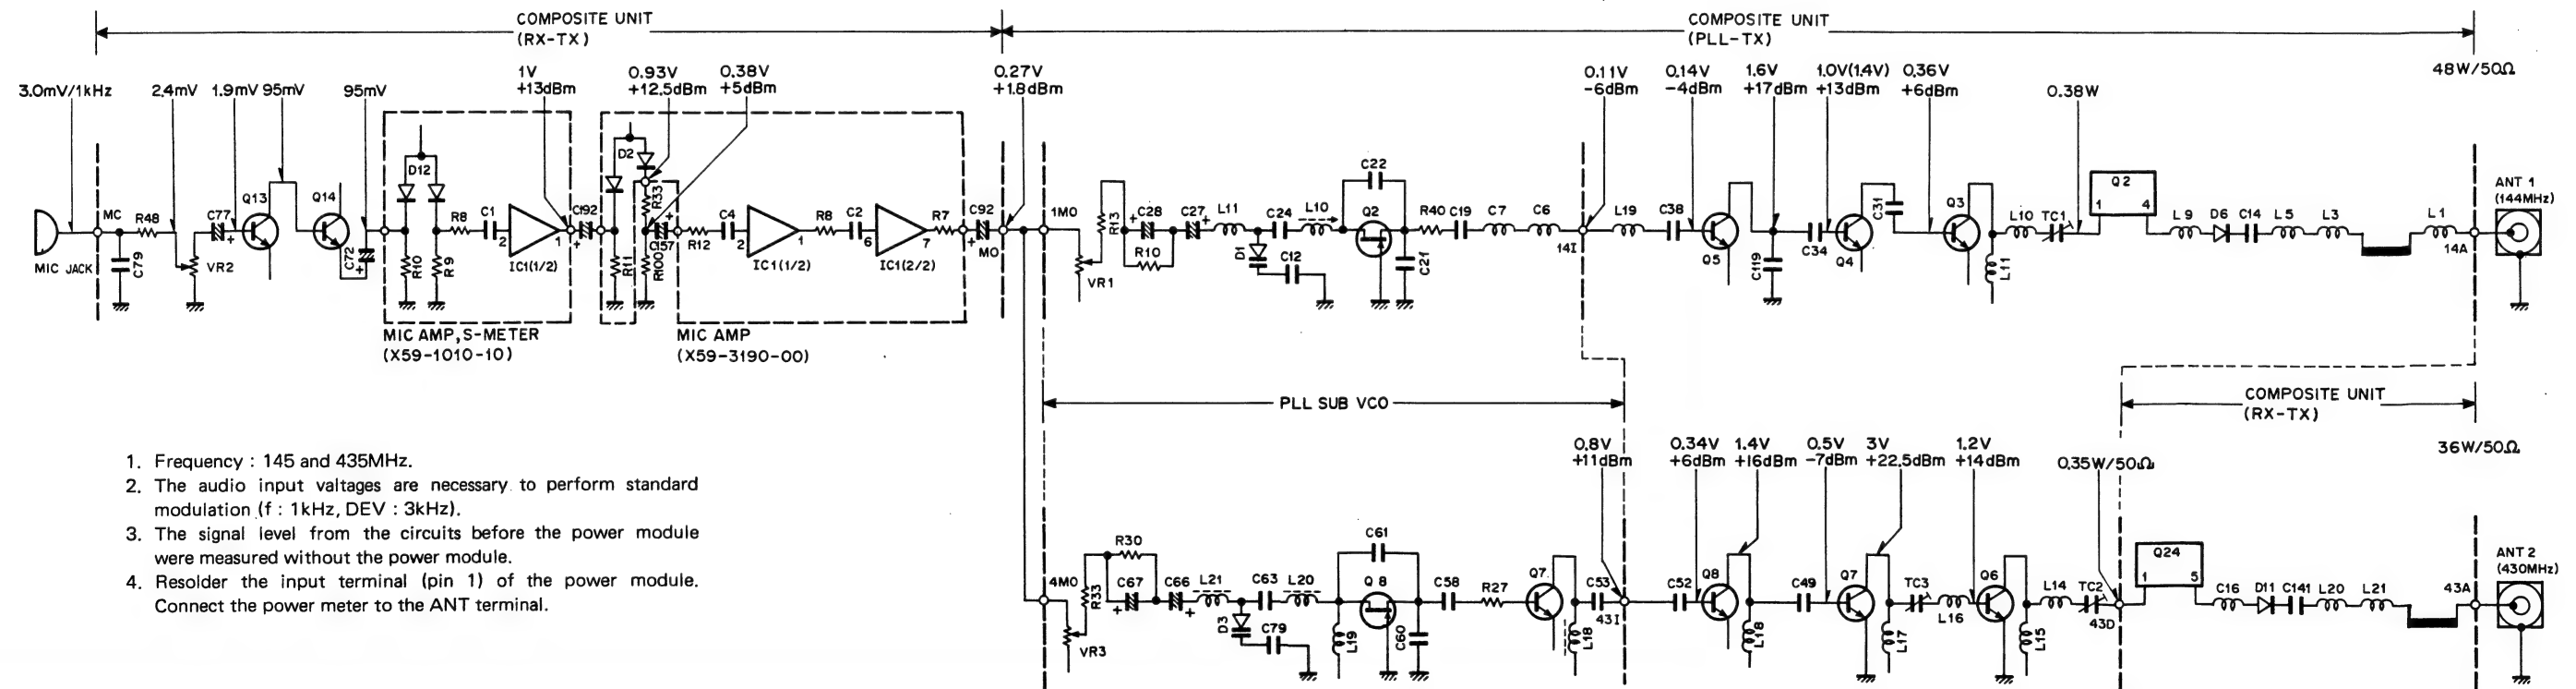 COMPOSITE UNIT
(RX-TX)
COMPOSITE UNIT
(PLL-TX)
3.0mV/1kHz
2.4mV
1.9mV
95mV
95mV
1V
+13dBm
0.93V
+12.5dBm
0.38V
+5dBm
0.27V
+1.8dBm
0.11V
-6dBm
0.14V
-4dBm
1.6V
+17dBm
1.0V(1.4V)
+13dBm
0.36V
+6dBm
0.38W
48W/50Ω
MIC JACK
MC
C79
R48
VR2
C77
+
Q13
Q14
C72
+
D12
R10
R9
R8
C1
2
1
IC1(1/2)
C192
+
R11
D2
R33
R100
C157
+
R12
C4
2
1
IC1(1/2)
R8
C2
6
7
IC1(2/2)
R7
C92
+
MO
MIC AMP, S-METER
(X59-1010-10)
MIC AMP
(X59-3190-00)
1MO
VR1
R13
+
C28
R10
C27
+
L11
D1
C24
C12
L10
C22
Q2
C21
R40
C19
C7
C6
14I
L19
C38
Q5
C119
C34
Q4
C31
Q3
L11
L10
TC1
Q2
1
4
L9
D6
C14
L5
L3
L1
14A
ANT 1
(144MHz)
PLL SUB VCO
COMPOSITE UNIT
(RX-TX)
1. Frequency : 145 and 435MHz.
2. The audio input valtages are necessary to perform standard
modulation (f : 1kHz, DEV : 3kHz).
3. The signal level from the circuits before the power module
were measured without the power module.
4. Resolder the input terminal (pin 1) of the power module.
Connect the power meter to the ANT terminal.
0.8V
+11dBm
0.34V
+6dBm
1.4V
+16dBm
0.5V
-7dBm
3V
+22.5dBm
1.2V
+14dBm
0.35W/50Ω
36W/50Ω
4MO
VR3
R33
R30
C67
+
C66
+
L21
D3
C63
C79
L20
L19
C61
Q8
C60
C58
R27
Q7
L18
C53
43I
C52
Q8
L18
C49
Q7
L17
TC3
L16
Q6
L15
L14
TC2
43D
Q24
1
5
C16
D11
C141
L20
L21
43A
ANT 2
(430MHz)